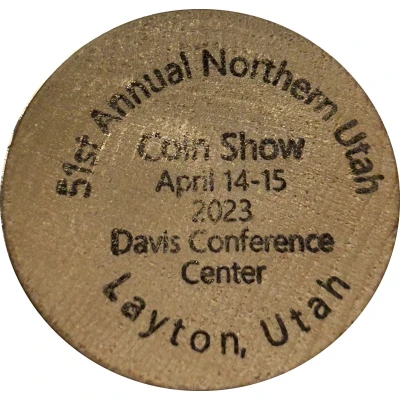 51st Annual Northern Utah
Coin Show
April 14-15
2023
Davis Conference
Center
Layton, Utah